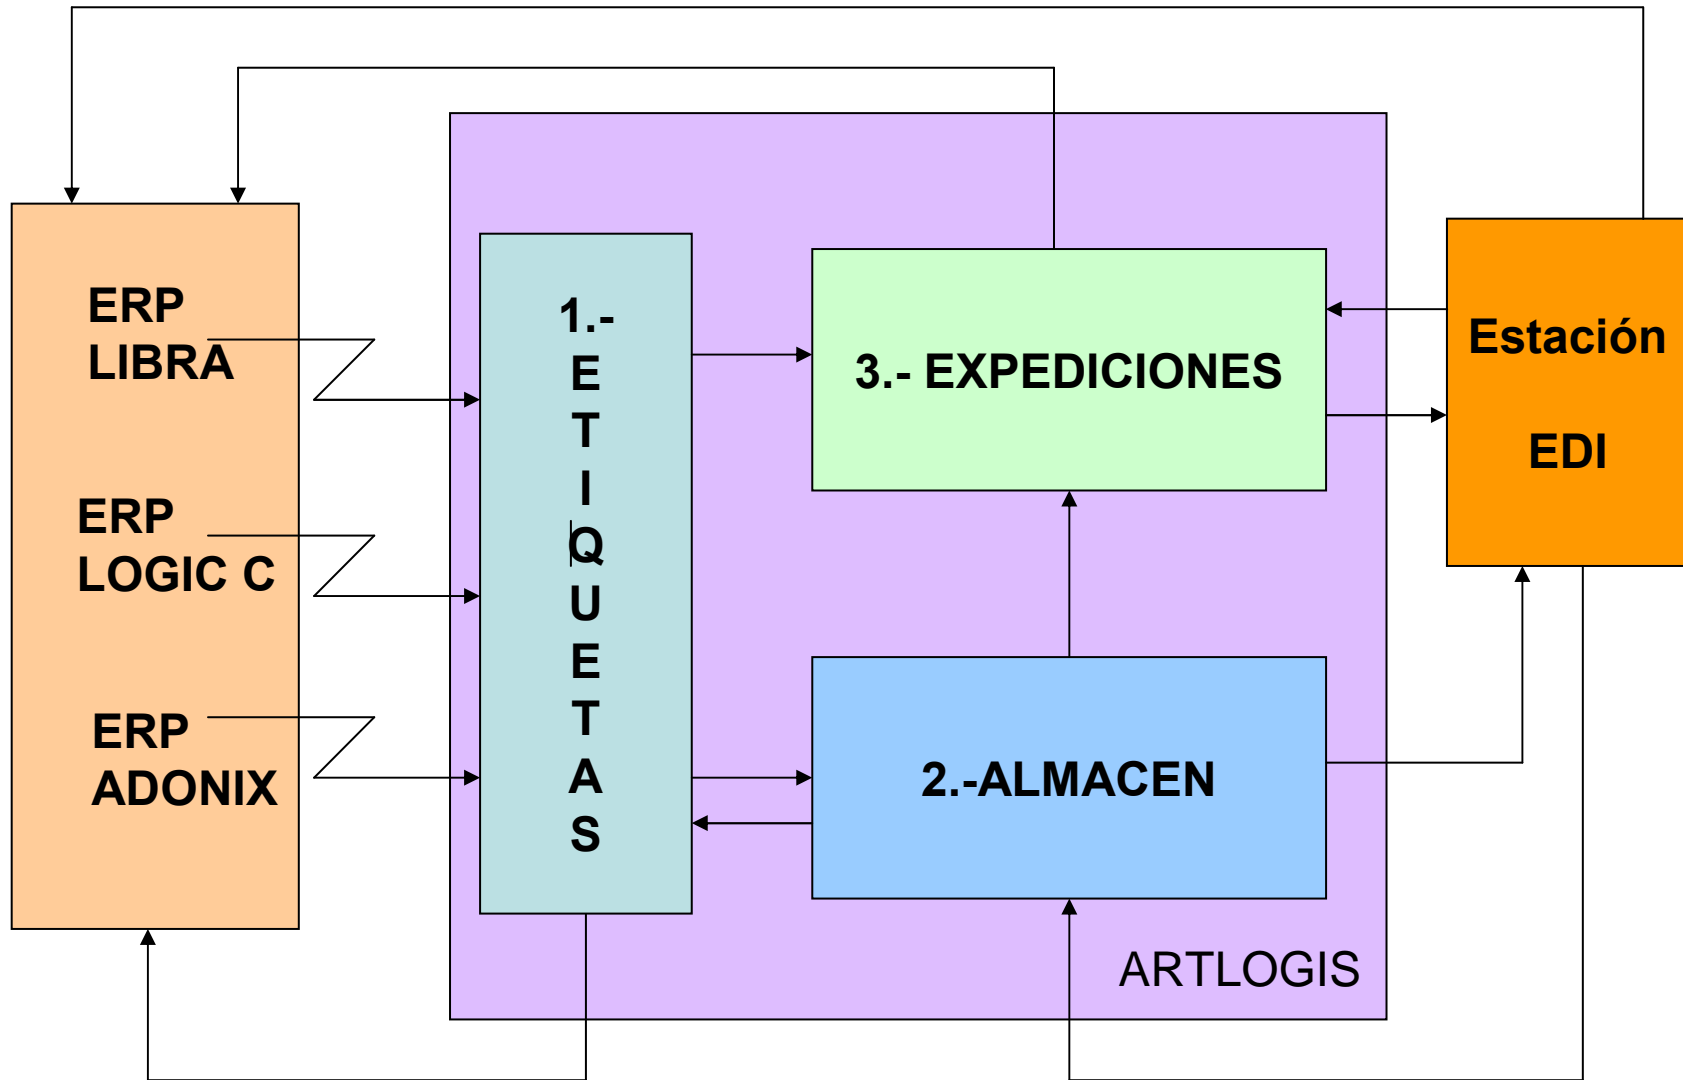 ERP
LIBRA
ERP
LOGIC C
ERP
ADONIX
1.-
E
T
I
Q
U
E
T
A
S
3.- EXPEDICIONES
2.-ALMACEN
ARTLOGIS
Estación
EDI